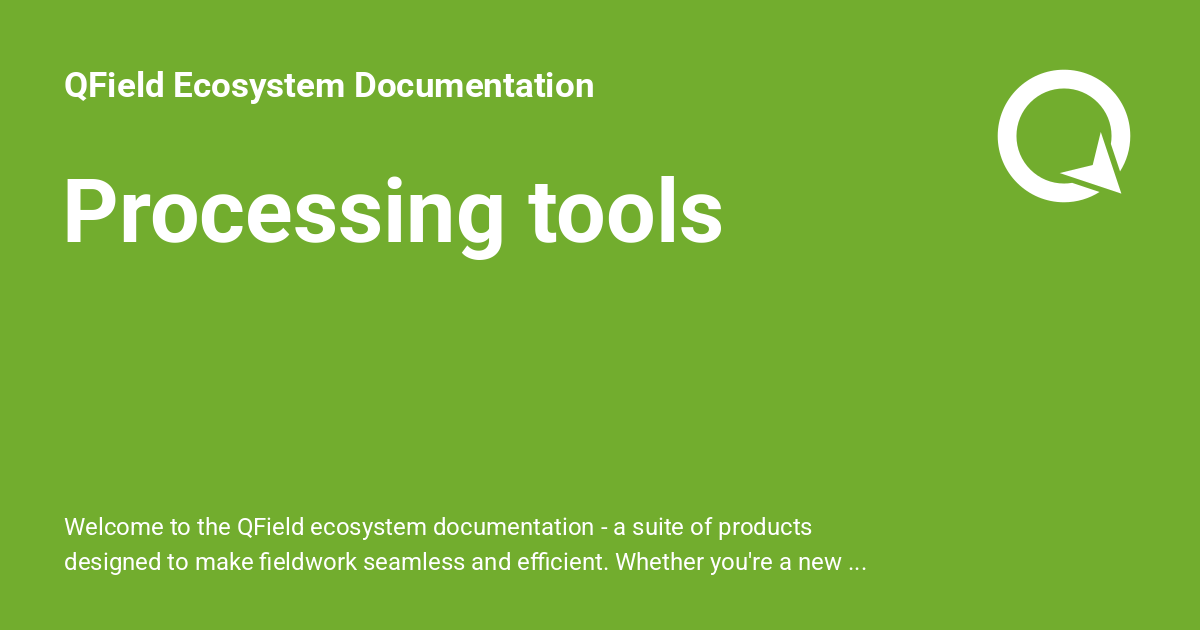 QField Ecosystem Documentation
Processing tools
Welcome to the QField ecosystem documentation - a suite of products
designed to make fieldwork seamless and efficient. Whether you're a new ...